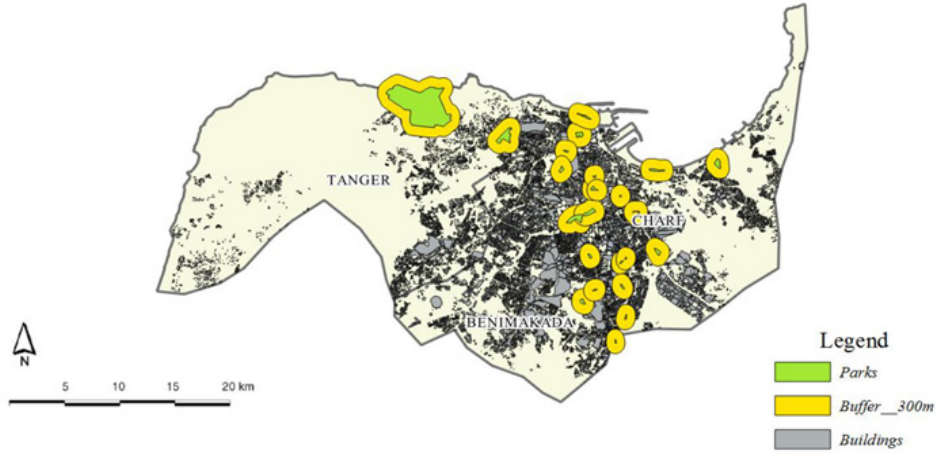 TANGER
CHARF
BENIMAKADA
N
5 10 15 20 km
Legend
Parks
Buffer__300m
Buildings